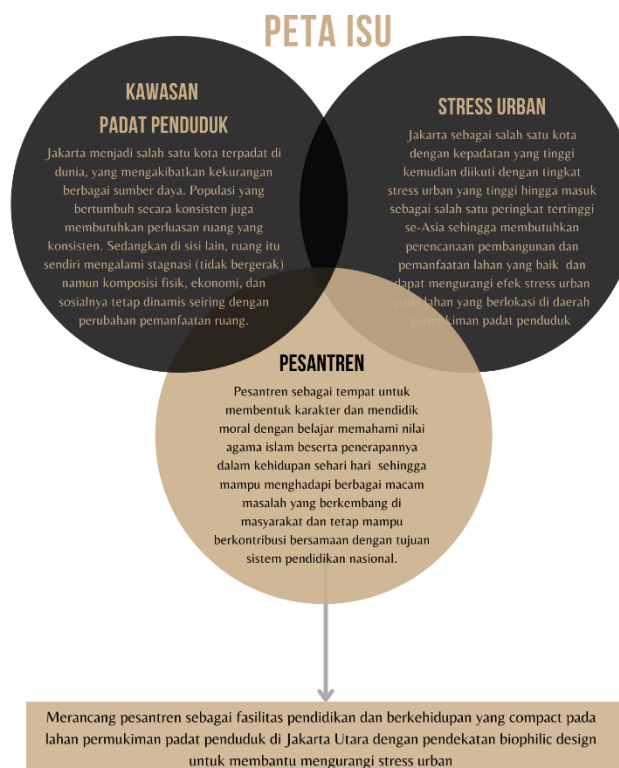 PETA ISU
KAWASAN
PADAT PENDUDUK
Jakarta menjadi salah satu kota terpadat di
dunia, yang mengakibatkan kekurangan
berbagai sumber daya. Populasi yang
bertumbuh secara konsisten juga
membutuhkan perluasan ruang yang
konsisten. Sedangkan di sisi lain, ruang itu
sendiri mengalami stagnasi (tidak bergerak)
namun komposisi fisik, ekonomi, dan
sosialnya tetap dinamis seiring dengan
perubahan pemanfaatan ruang.
STRESS URBAN
Jakarta sebagai salah satu kota
dengan kepadatan yang tinggi
kemudian diikuti dengan tingkat
stress urban yang tinggi hingga masuk
sebagai salah satu peringkat tertinggi
se-Asia sehingga membutuhkan
perencanaan pembangunan dan
pemanfaatan lahan yang baik dan
dapat mengurangi efek stress urban
pada lahan yang berlokasi di daerah
permukiman padat penduduk
PESANTREN
Pesantren sebagai tempat untuk
membentuk karakter dan mendidik
moral dengan belajar memahami nilai
agama islam beserta penerapannya
dalam kehidupan sehari hari sehingga
mampu menghadapi berbagai macam
masalah yang berkembang di
masyarakat dan tetap mampu
berkontribusi bersamaan dengan tujuan
sistem pendidikan nasional.
Merancang pesantren sebagai fasilitas pendidikan dan berkehidupan yang compact pada
lahan permukiman padat penduduk di Jakarta Utara dengan pendekatan biophilic design
untuk membantu mengurangi stress urban